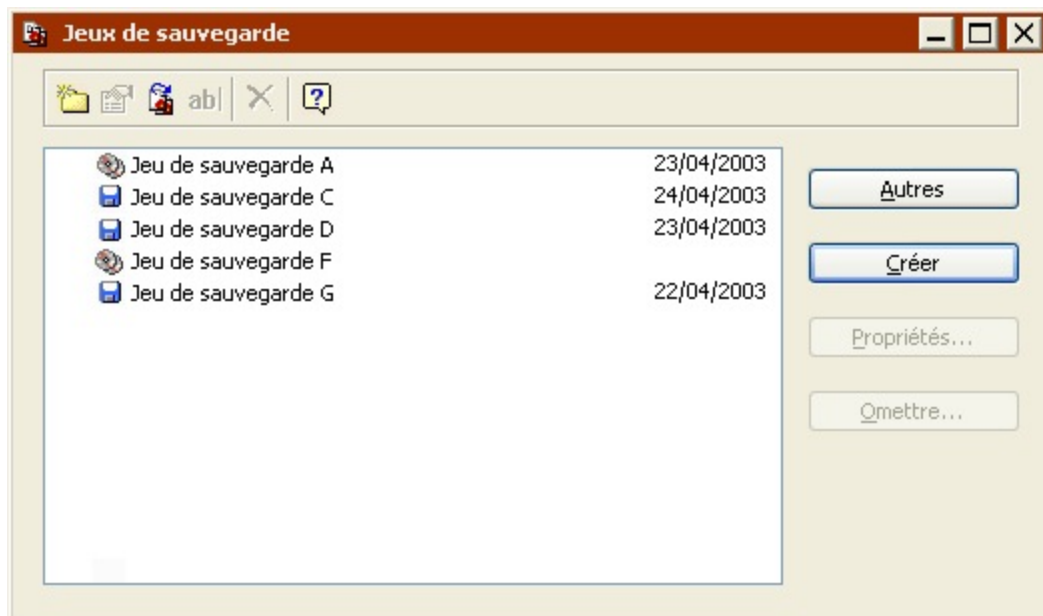 Jeux de sauvegarde
ab|
Jeu de sauvegarde A 23/04/2003
Jeu de sauvegarde C 24/04/2003
Jeu de sauvegarde D 23/04/2003
Jeu de sauvegarde F
Jeu de sauvegarde G 22/04/2003
Autres
Créer
Propriétés...
Omettre...